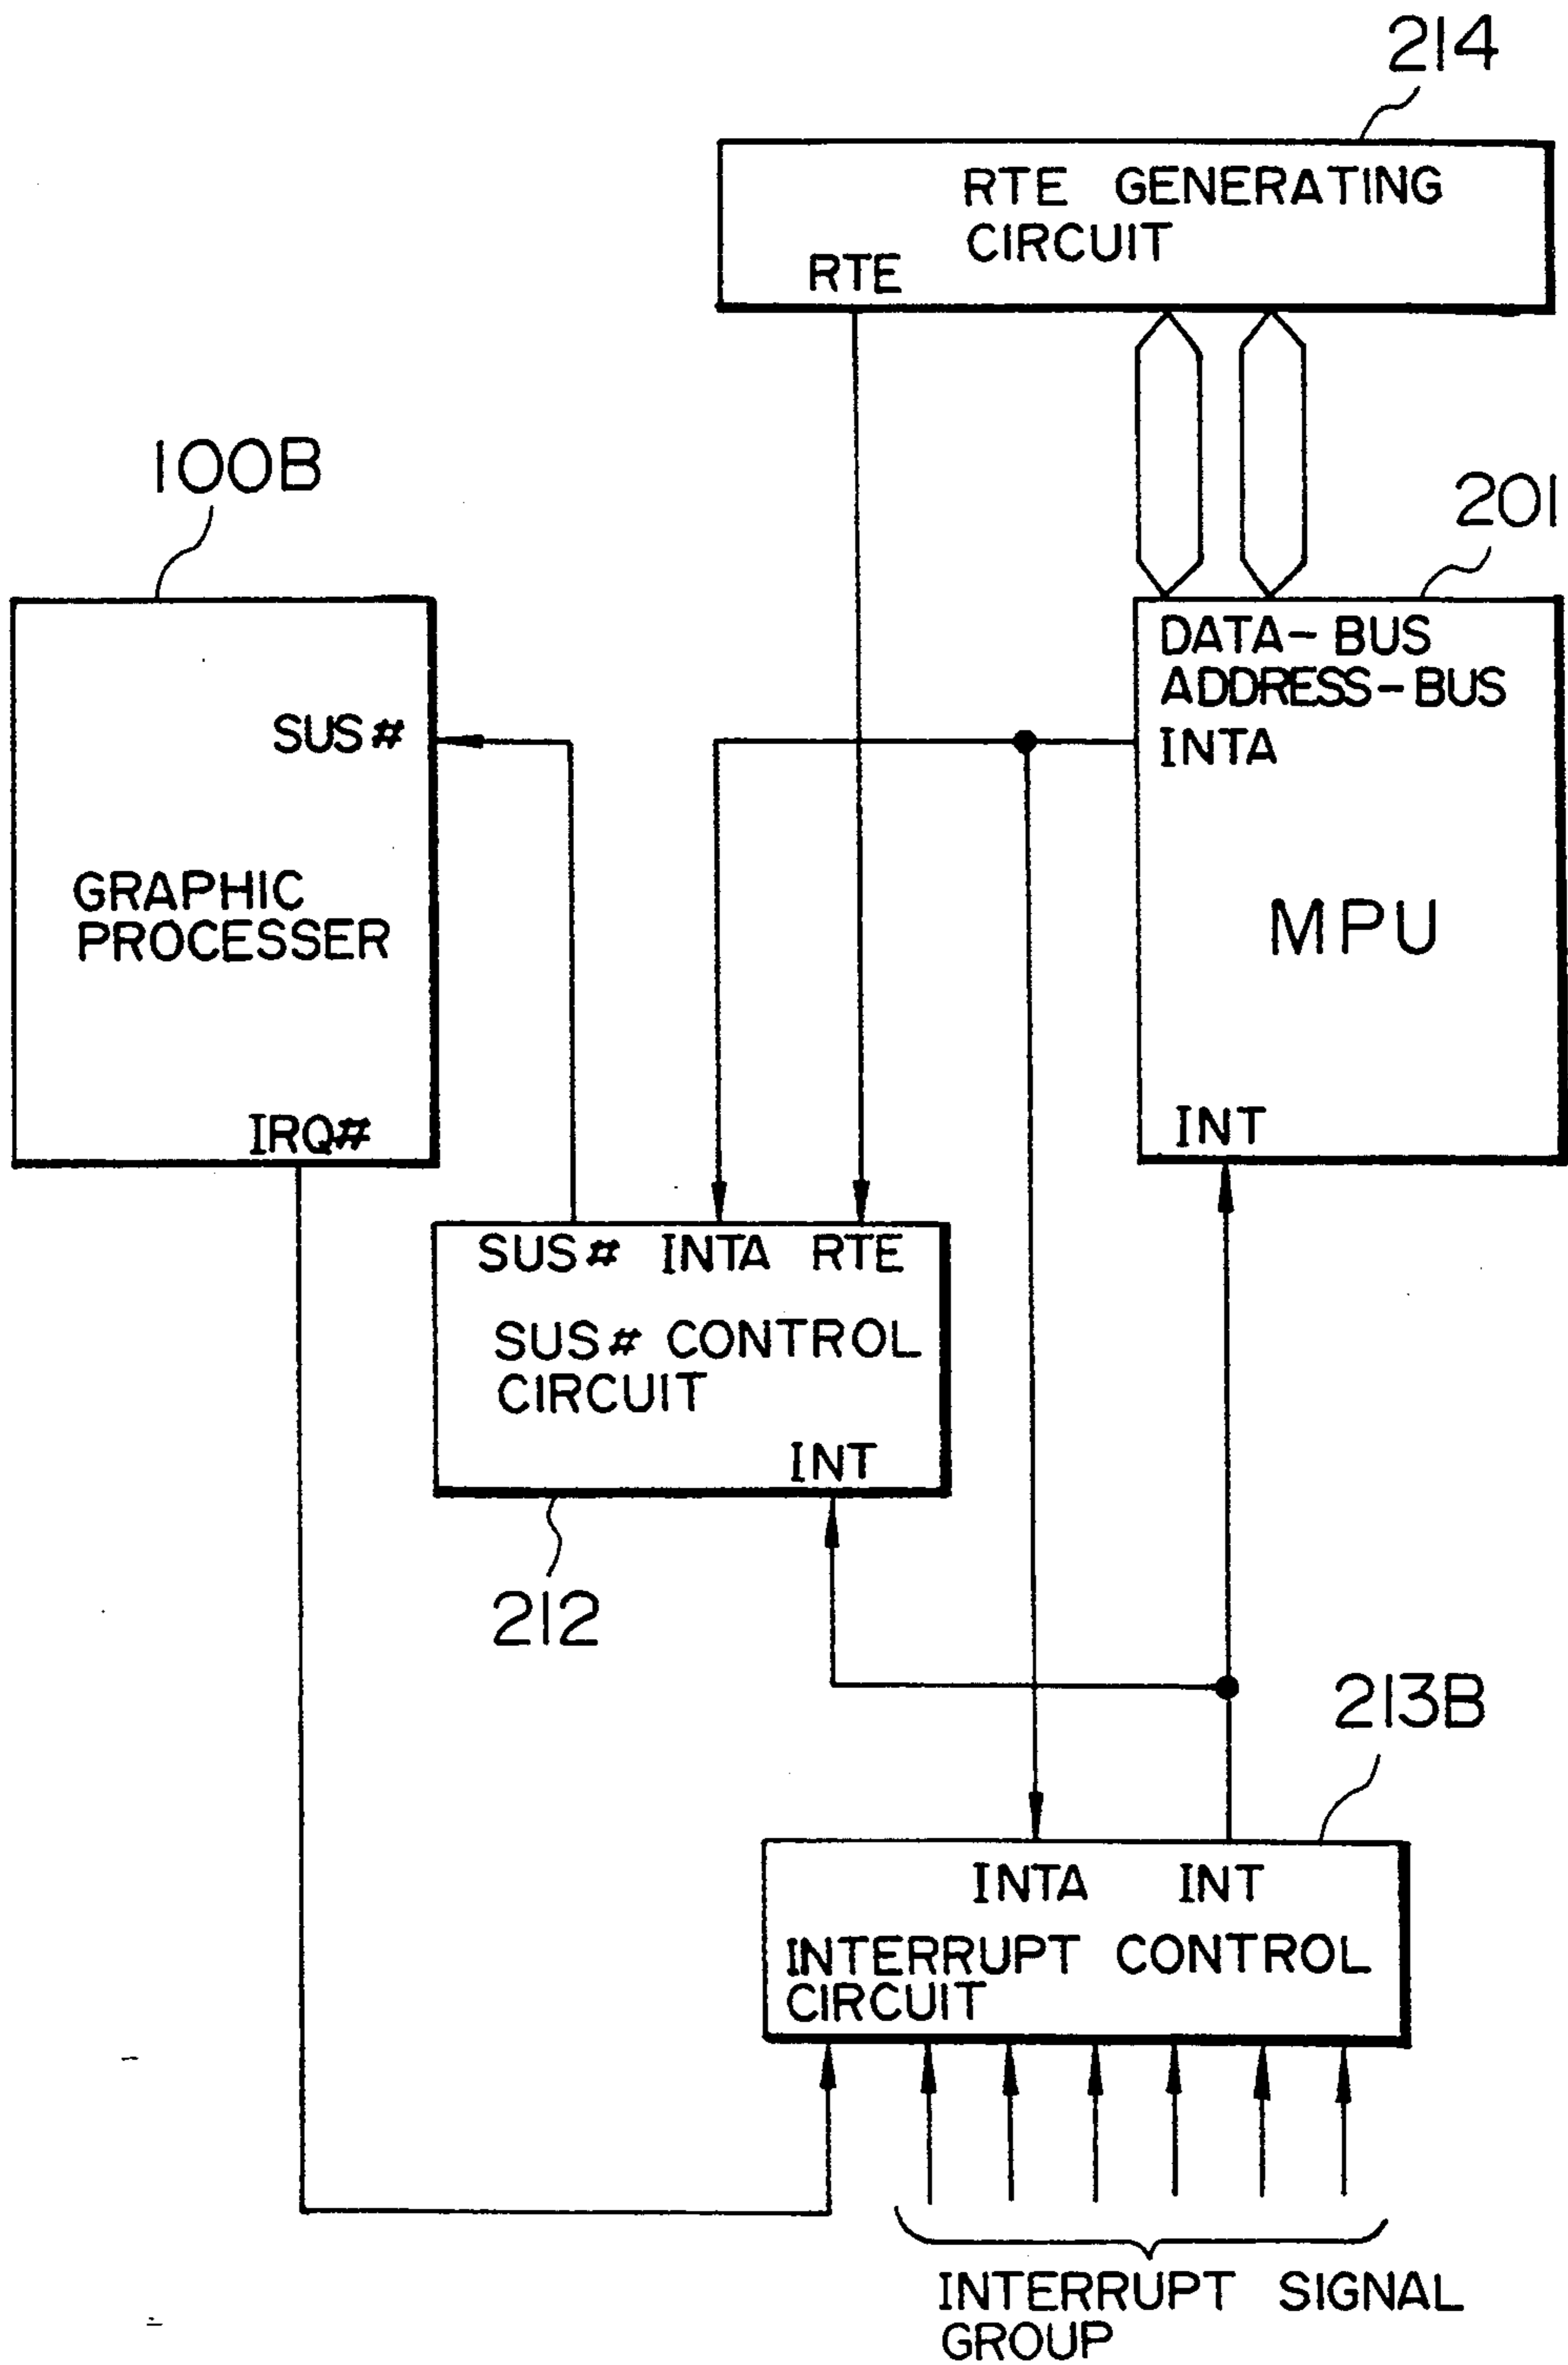 214
RTE GENERATING
CIRCUIT
RTE
100B
201
DATA-BUS
ADDRESS-BUS
INTA
SUS#
GRAPHIC
PROCESSER
MPU
IRQ#
INT
SUS# INTA RTE
SUS# CONTROL
CIRCUIT
INT
212
213B
INTA INT
INTERRUPT CONTROL
CIRCUIT
INTERRUPT SIGNAL
GROUP